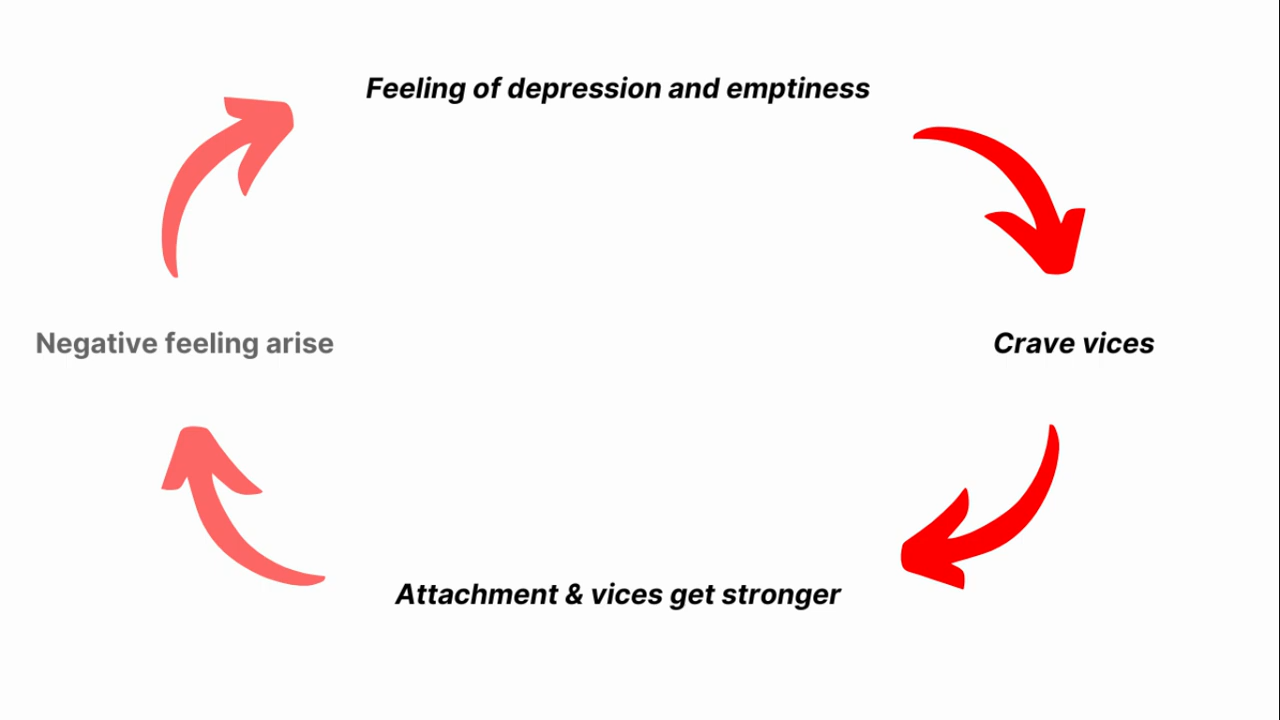 Feeling of depression and emptiness
Negative feeling arise
Crave vices
Attachment & vices get stronger